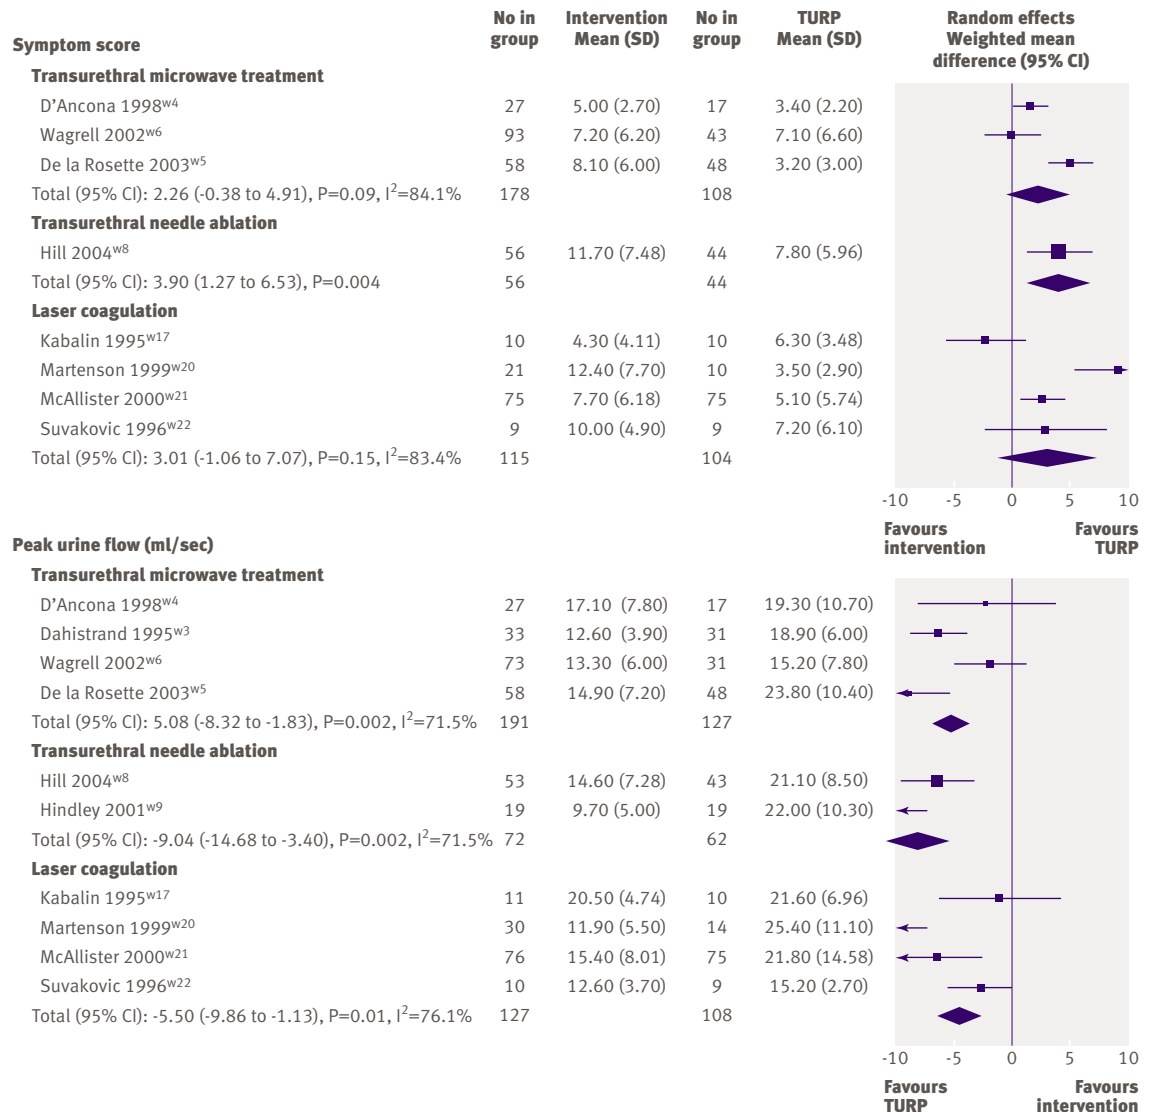 No in group Intervention Mean (SD) No in group TURP Mean (SD) Random effects Weighted mean difference (95% CI)
Symptom score
Transurethral microwave treatment
D'Ancona 1998w4 27 5.00 (2.70) 17 3.40 (2.20)
Wagrell 2002w6 93 7.20 (6.20) 43 7.10 (6.60)
De la Rosette 2003w5 58 8.10 (6.00) 48 3.20 (3.00)
Total (95% CI): 2.26 (-0.38 to 4.91), P=0.09, I2=84.1% 178 108
Transurethral needle ablation
Hill 2004w8 56 11.70 (7.48) 44 7.80 (5.96)
Total (95% CI): 3.90 (1.27 to 6.53), P=0.004 56 44
Laser coagulation
Kabalin 1995w17 10 4.30 (4.11) 10 6.30 (3.48)
Martenson 1999w20 21 12.40 (7.70) 10 3.50 (2.90)
McAllister 2000w21 75 7.70 (6.18) 75 5.10 (5.74)
Suvakovic 1996w22 9 10.00 (4.90) 9 7.20 (6.10)
Total (95% CI): 3.01 (-1.06 to 7.07), P=0.15, I2=83.4% 115 104
-10 -5 0 5 10
Favours intervention Favours TURP
Peak urine flow (ml/sec)
Transurethral microwave treatment
D'Ancona 1998w4 27 17.10 (7.80) 17 19.30 (10.70)
Dahistrand 1995w3 33 12.60 (3.90) 31 18.90 (6.00)
Wagrell 2002w6 73 13.30 (6.00) 31 15.20 (7.80)
De la Rosette 2003w5 58 14.90 (7.20) 48 23.80 (10.40)
Total (95% CI): 5.08 (-8.32 to -1.83), P=0.002, I2=71.5% 191 127
Transurethral needle ablation
Hill 2004w8 53 14.60 (7.28) 43 21.10 (8.50)
Hindley 2001w9 19 9.70 (5.00) 19 22.00 (10.30)
Total (95% CI): -9.04 (-14.68 to -3.40), P=0.002, I2=71.5% 72 62
Laser coagulation
Kabalin 1995w17 11 20.50 (4.74) 10 21.60 (6.96)
Martenson 1999w20 30 11.90 (5.50) 14 25.40 (11.10)
McAllister 2000w21 76 15.40 (8.01) 75 21.80 (14.58)
Suvakovic 1996w22 10 12.60 (3.70) 9 15.20 (2.70)
Total (95% CI): -5.50 (-9.86 to -1.13), P=0.01, I2=76.1% 127 108
-10 -5 0 5 10
Favours TURP Favours intervention